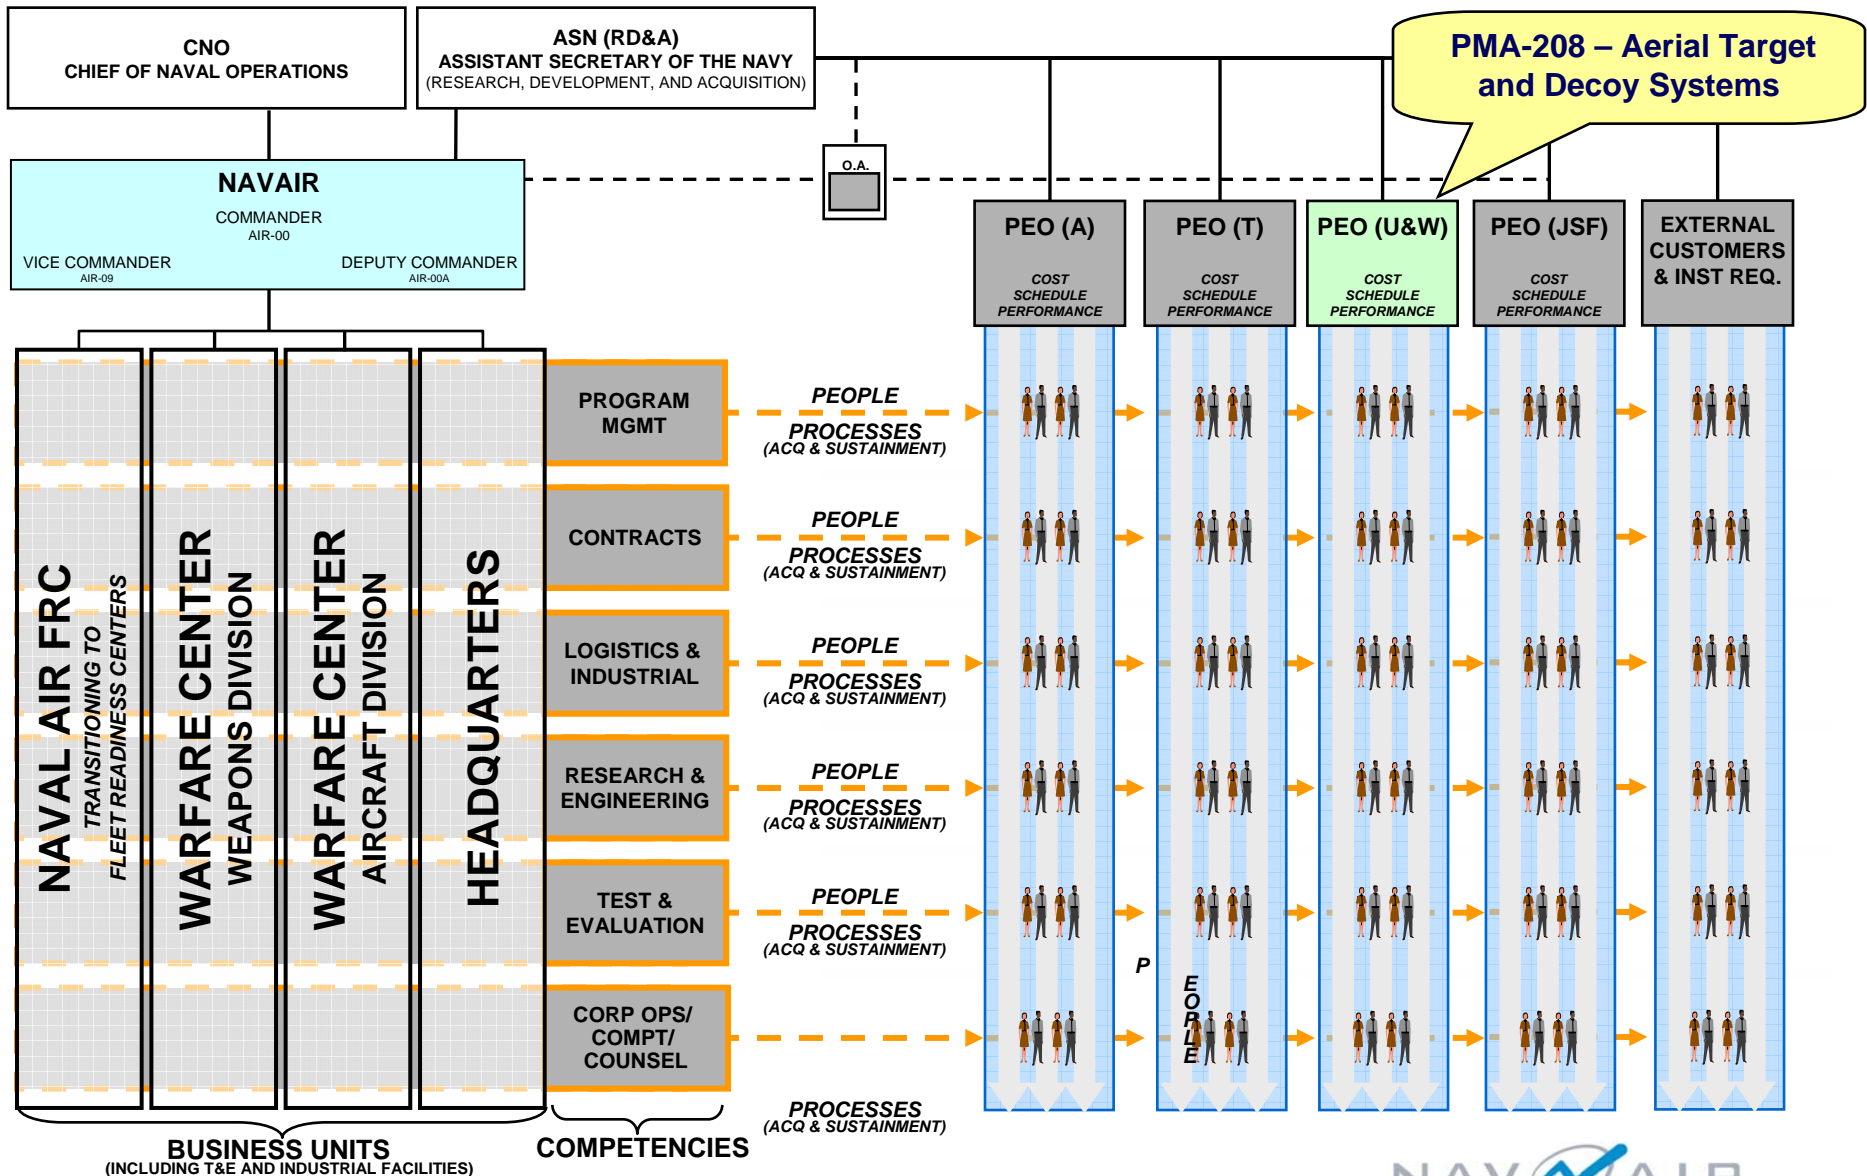 CNO
CHIEF OF NAVAL OPERATIONS
ASN (RD&A)
ASSISTANT SECRETARY OF THE NAVY
(RESEARCH, DEVELOPMENT, AND ACQUISITION)
PMA-208 – Aerial Target
and Decoy Systems
NAVAIR
COMMANDER
AIR-00
VICE COMMANDER
AIR-09
DEPUTY COMMANDER
AIR-00A
O.A.
PEO (A)
COST
SCHEDULE
PERFORMANCE
PEO (T)
COST
SCHEDULE
PERFORMANCE
PEO (U&W)
COST
SCHEDULE
PERFORMANCE
PEO (JSF)
COST
SCHEDULE
PERFORMANCE
EXTERNAL
CUSTOMERS
& INST REQ.
NAVAL AIR FRC
TRANSITIONING TO
FLEET READINESS CENTERS
WARFARE CENTER
WEAPONS DIVISION
WARFARE CENTER
AIRCRAFT DIVISION
HEADQUARTERS
PROGRAM
MGMT
PEOPLE
PROCESSES
(ACQ & SUSTAINMENT)
CONTRACTS
PEOPLE
PROCESSES
(ACQ & SUSTAINMENT)
LOGISTICS &
INDUSTRIAL
PEOPLE
PROCESSES
(ACQ & SUSTAINMENT)
RESEARCH &
ENGINEERING
PEOPLE
PROCESSES
(ACQ & SUSTAINMENT)
TEST &
EVALUATION
PEOPLE
PROCESSES
(ACQ & SUSTAINMENT)
CORP OPS/
COMPT/
COUNSEL
P
E
O
P
L
E
PROCESSES
(ACQ & SUSTAINMENT)
BUSINESS UNITS
(INCLUDING T&E AND INDUSTRIAL FACILITIES)
COMPETENCIES
NAVAIR